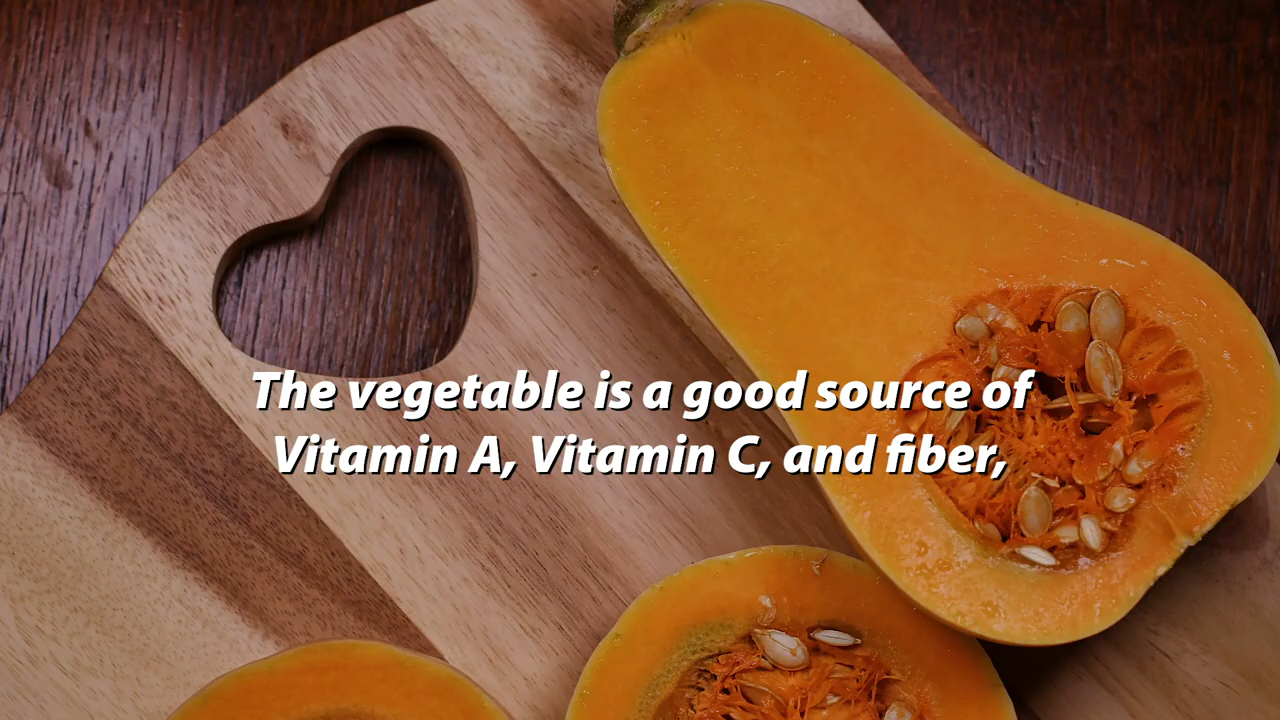 The vegetable is a good source of
Vitamin A, Vitamin C, and fiber,